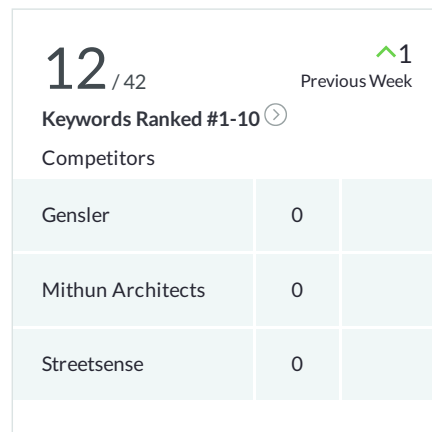 12 / 42
1
Previous Week
Keywords Ranked #1-10
Competitors
Gensler 0
Mithun Architects 0
Streetsense 0